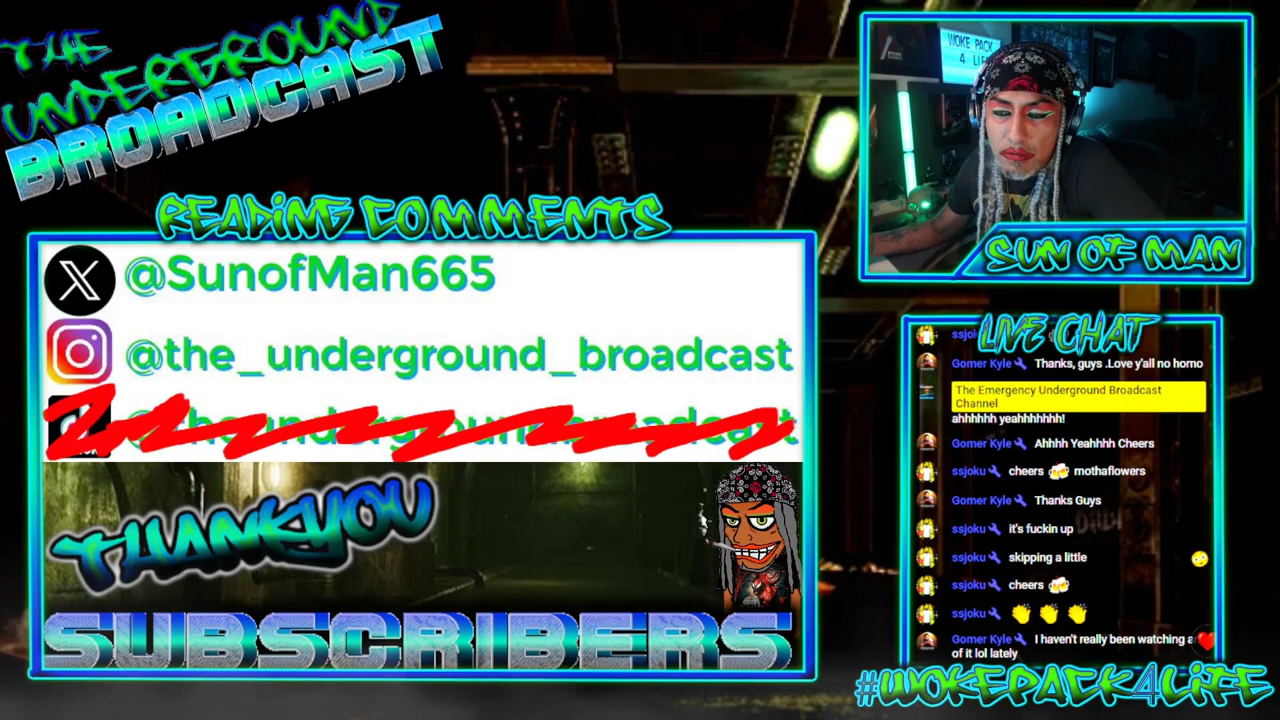 THE
UNDERGROUND
BROADCAST
READING COMMENTS
X @SunofMan665
@the_underground_broadcast
THANKYOU
SUBSCRIBERS
WOKE PACK
4 LIFE
SUN OF MAN
LIVE CHAT
ssjoku
Gomer Kyle Thanks, guys .Love y'all no homo
The Emergency Underground Broadcast
Channel
ahhhhhh yeahhhhhhh!
Gomer Kyle Ahhhh Yeahhhh Cheers
ssjoku cheers 🍻 mothaflowers
Gomer Kyle Thanks Guys
ssjoku it's fuckin up
ssjoku skipping a little
ssjoku cheers 🍻
ssjoku 👏 👏 👏
Gomer Kyle I haven't really been watching a
of it lol lately
#WOKEPACK4LIFE